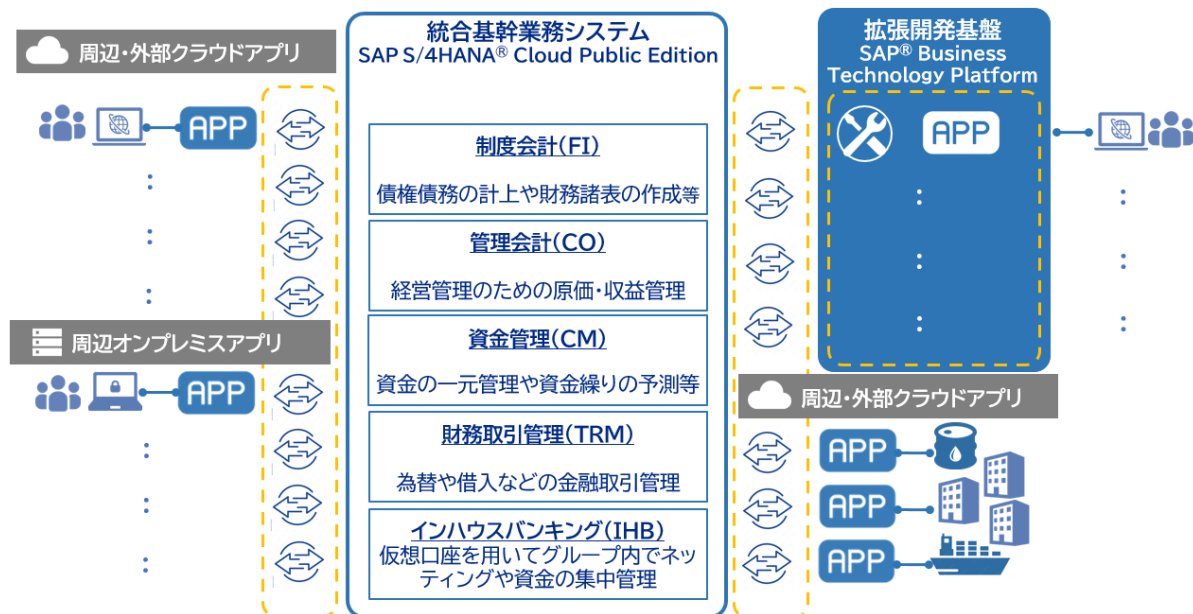 周辺・外部クラウドアプリ
APP
:
:
:
周辺オンプレミスアプリ
APP
:
:
:
統合基幹業務システム
SAP S/4HANA® Cloud Public Edition
制度会計(FI)
債権債務の計上や財務諸表の作成等
管理会計(CO)
経営管理のための原価・収益管理
資金管理(CM)
資金の一元管理や資金繰りの予測等
財務取引管理(TRM)
為替や借入などの金融取引管理
インハウスバンキング(IHB)
仮想口座を用いてグループ内でネッ
ティングや資金の集中管理
拡張開発基盤
SAP® Business
Technology Platform
APP
: :
: :
: :
周辺・外部クラウドアプリ
APP
APP
APP